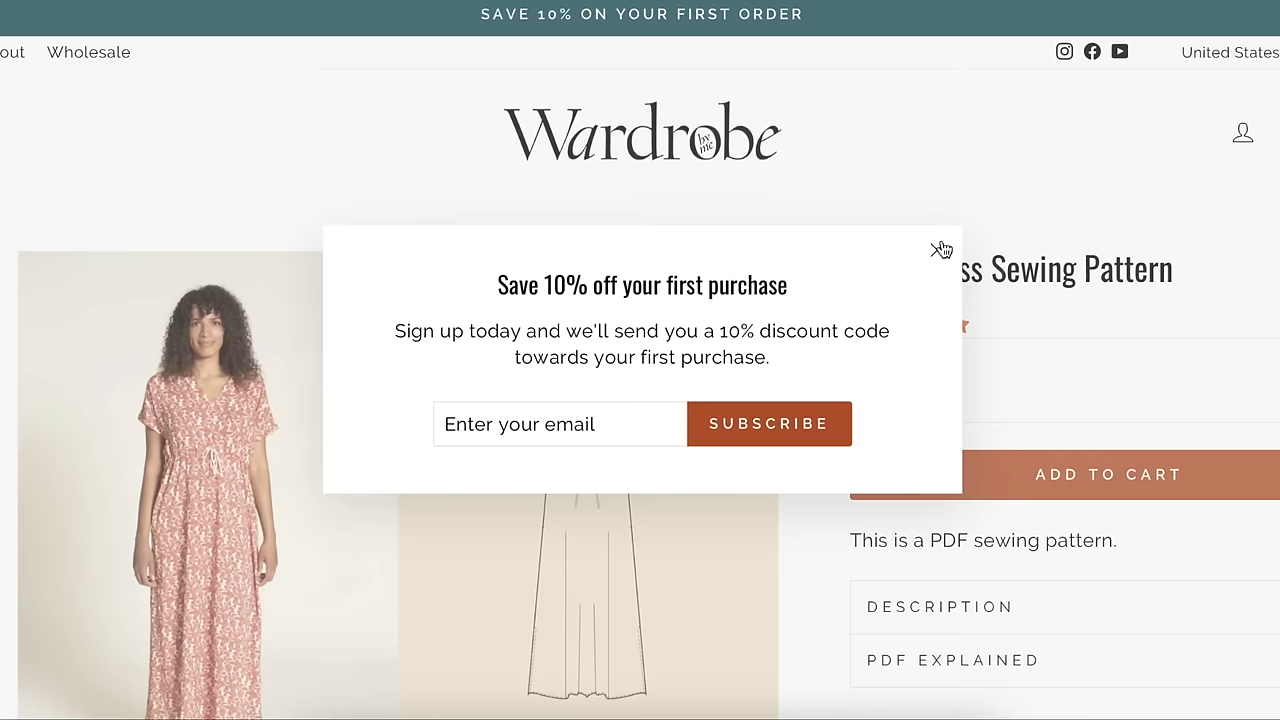 SAVE 10% ON YOUR FIRST ORDER
out Wholesale
United States
Wardrobe
by
me
Save 10% off your first purchase
Sign up today and we'll send you a 10% discount code
towards your first purchase.
Enter your email
SUBSCRIBE
ss Sewing Pattern
ADD TO CART
This is a PDF sewing pattern.
DESCRIPTION
PDF EXPLAINED